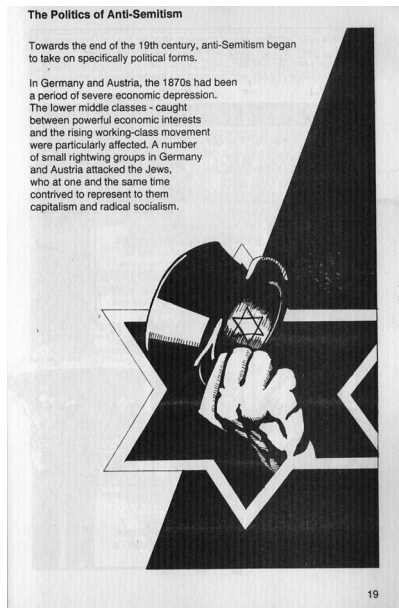 The Politics of Anti-Semitism
Towards the end of the 19th century, anti-Semitism began
to take on specifically political forms.
In Germany and Austria, the 1870s had been
a period of severe economic depression.
The lower middle classes - caught
between powerful economic interests
and the rising working-class movement
were particularly affected. A number
of small rightwing groups in Germany
and Austria attacked the Jews,
who at one and the same time
contrived to represent to them
capitalism and radical socialism.
19